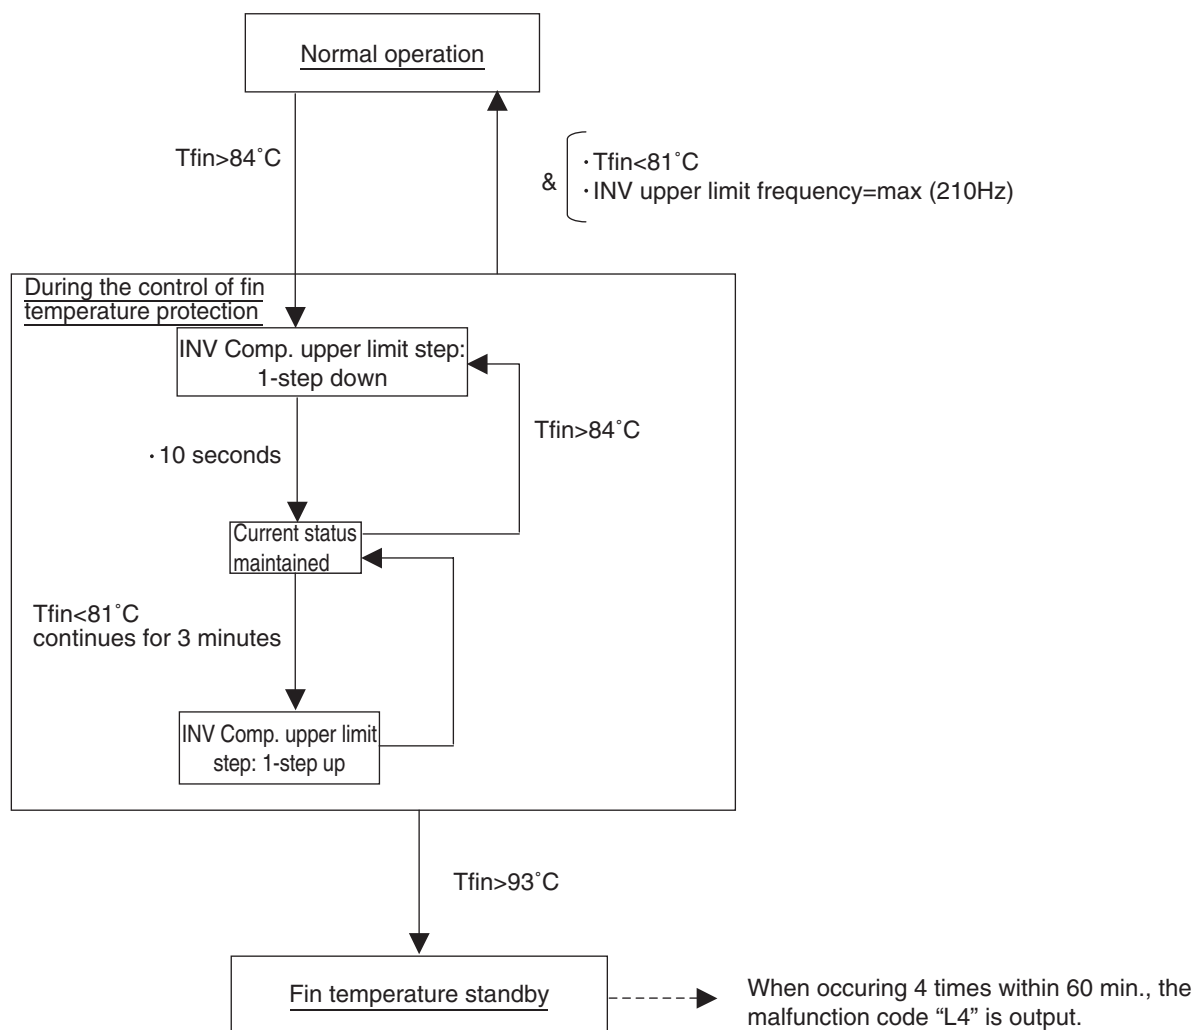 Normal operation
Tfin>84˚C
&
·Tfin<81˚C
·INV upper limit frequency=max (210Hz)
During the control of fin
temperature protection
INV Comp. upper limit step:
1-step down
Tfin>84˚C
·10 seconds
Current status
maintained
Tfin<81˚C
continues for 3 minutes
INV Comp. upper limit
step: 1-step up
Tfin>93˚C
Fin temperature standby
When occuring 4 times within 60 min., the
malfunction code “L4” is output.